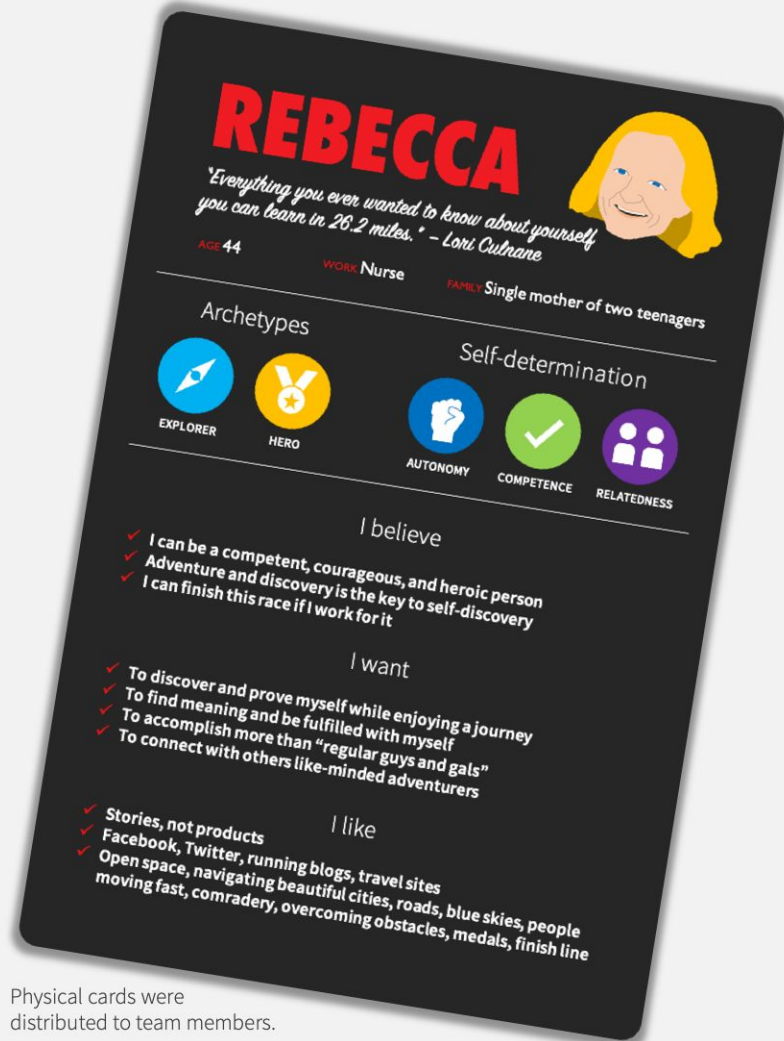 REBECCA
"Everything you ever wanted to know about yourself
you can learn in 26.2 miles." – Lori Culnane
AGE 44 WORK Nurse FAMILY Single mother of two teenagers
Archetypes
EXPLORER HERO
Self-determination
AUTONOMY COMPETENCE RELATEDNESS
I believe
✓ I can be a competent, courageous, and heroic person
✓ Adventure and discovery is the key to self-discovery
✓ I can finish this race if I work for it
I want
✓ To discover and prove myself while enjoying a journey
✓ To find meaning and be fulfilled with myself
✓ To accomplish more than “regular guys and gals”
✓ To connect with others like-minded adventurers
I like
✓ Stories, not products
✓ Facebook, Twitter, running blogs, travel sites
✓ Open space, navigating beautiful cities, roads, blue skies, people
moving fast, comradery, overcoming obstacles, medals, finish line
Physical cards were
distributed to team members.